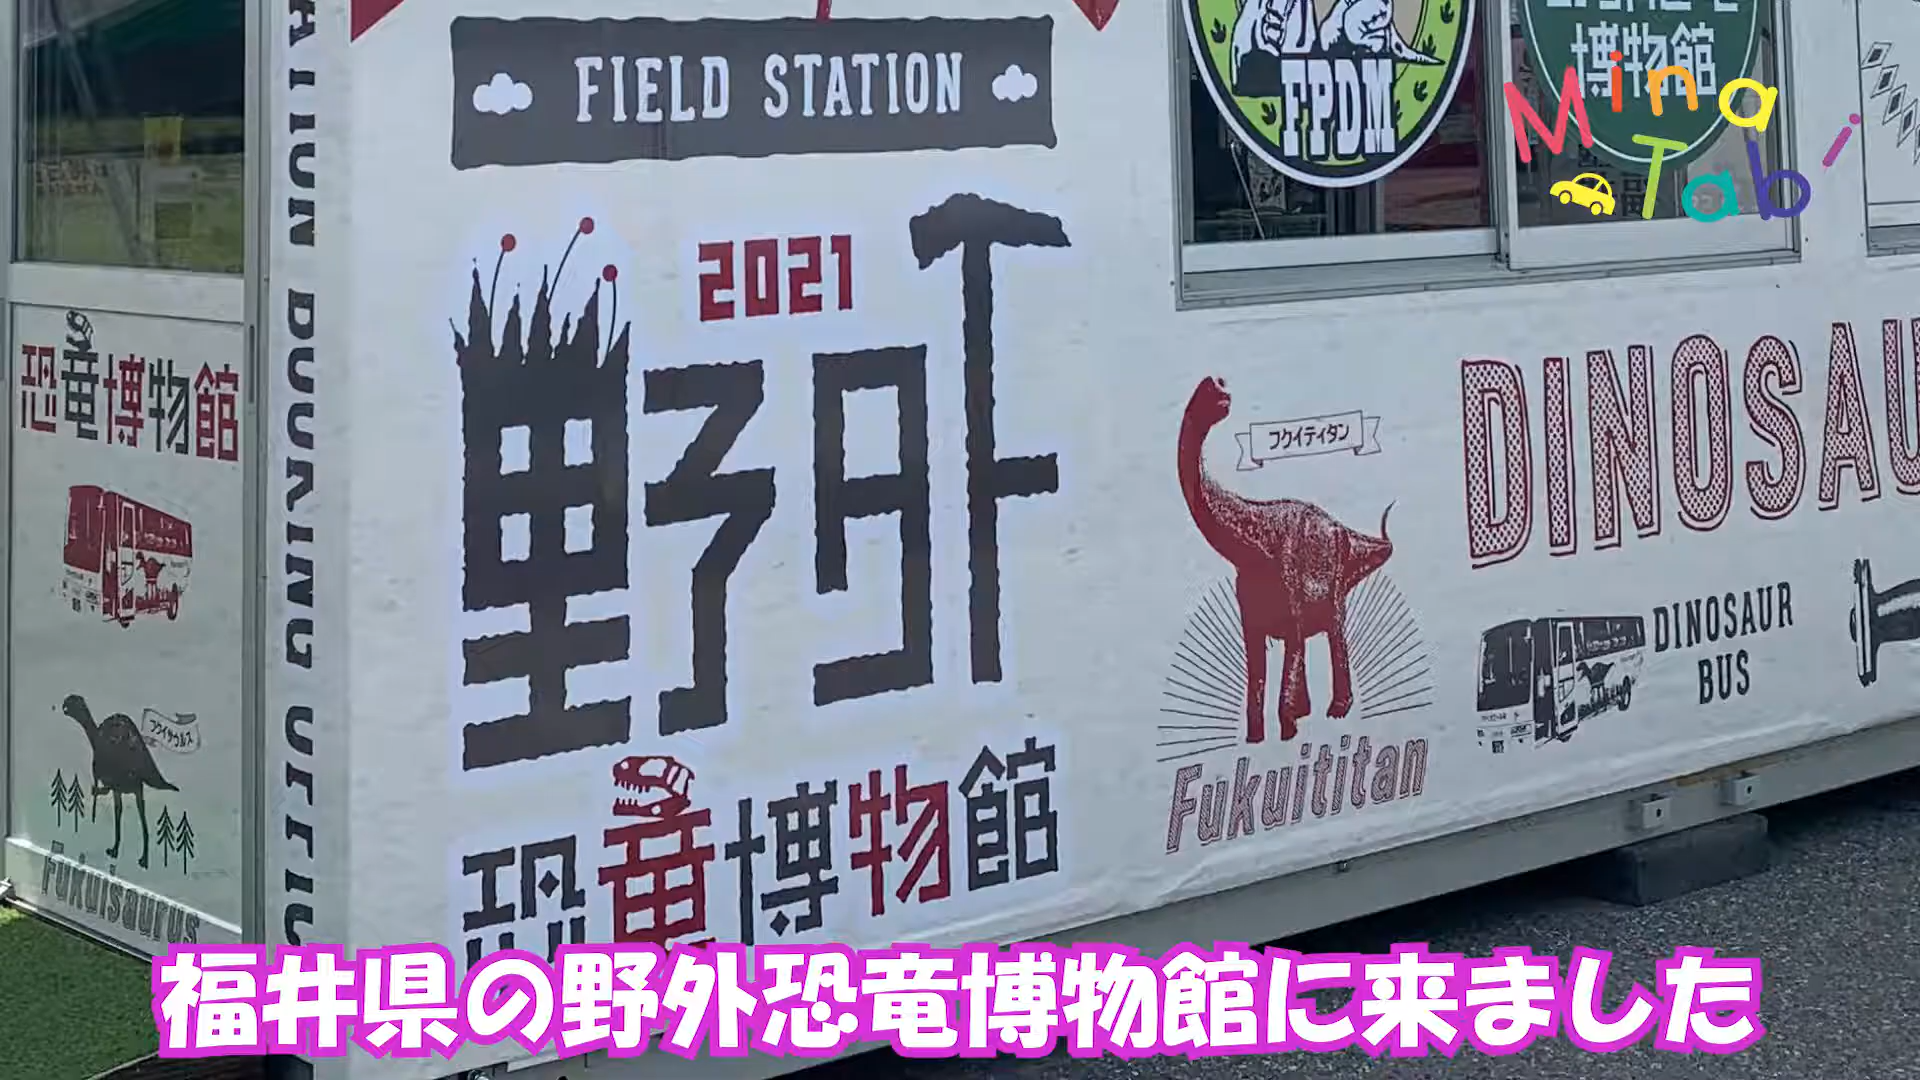 FIELD STATION
2021
野外
恐竜博物館
FPDM
博物館
Mina
Tabi
恐竜博物館
フクイサウルス
Fukuisaurus
フクイティタン
Fukuititan
DINOSAU
DINOSAUR
BUS
福井県の野外恐竜博物館に来ました